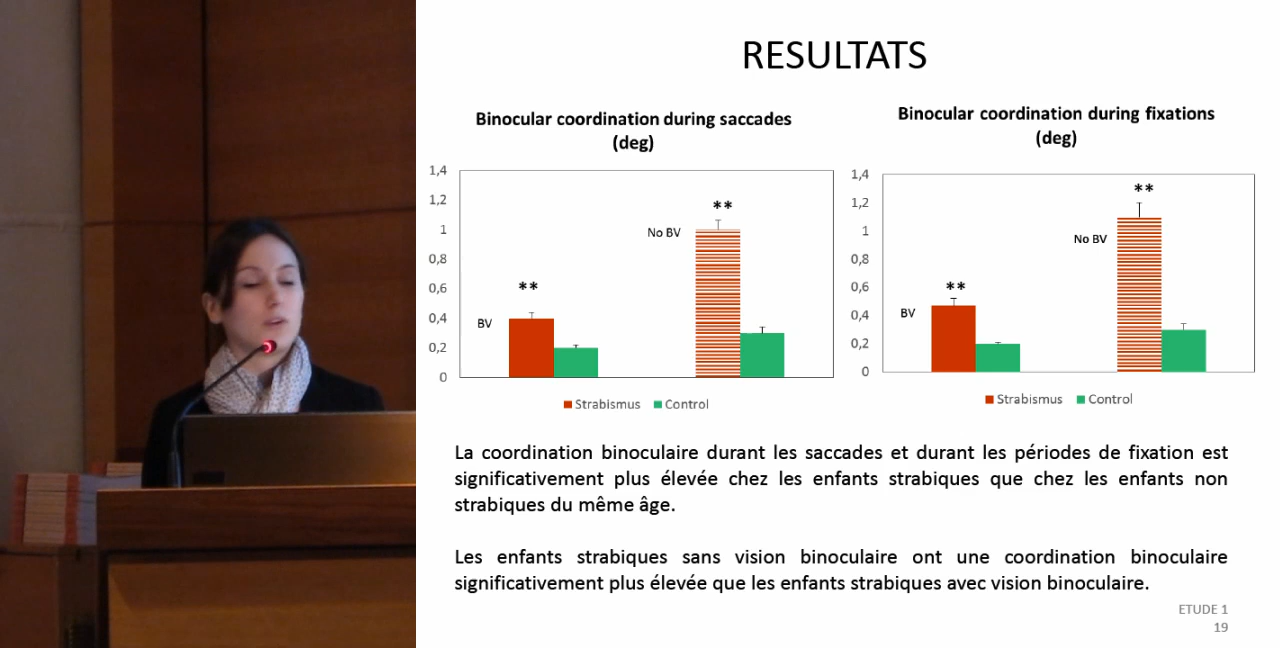 RESULTATS
Binocular coordination during saccades
(deg)
1,4
1,2
1
0,8
0,6
0,4
0,2
0
No BV
**
**
BV
Strabismus
Control
Binocular coordination during fixations
(deg)
1,4
1,2
1
0,8
0,6
0,4
0,2
0
**
No BV
**
BV
Strabismus
Control
La coordination binoculaire durant les saccades et durant les périodes de fixation est
significativement plus élevée chez les enfants strabiques que chez les enfants non
strabiques du même âge.
Les enfants strabiques sans vision binoculaire ont une coordination binoculaire
significativement plus élevée que les enfants strabiques avec vision binoculaire.
ETUDE 1
19